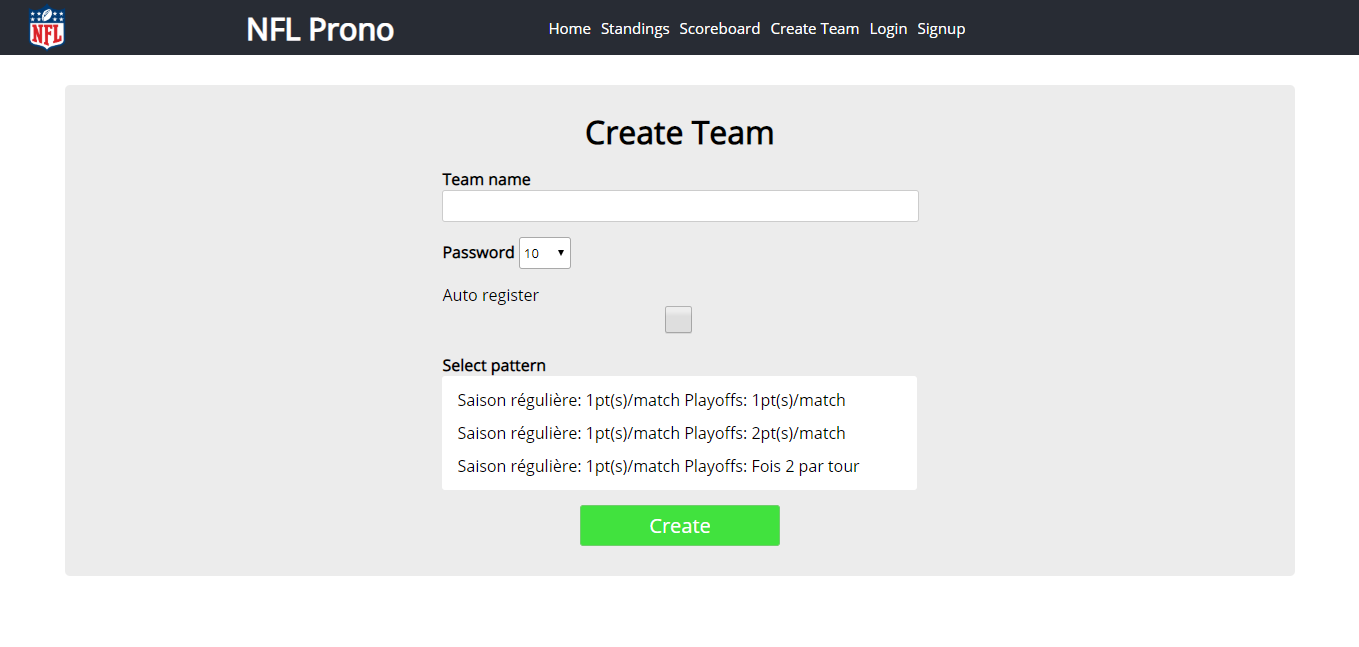 NFL
NFL Prono
Home Standings Scoreboard Create Team Login Signup
Create Team
Team name
Password 10
Auto register
Select pattern
Saison régulière: 1pt(s)/match Playoffs: 1pt(s)/match
Saison régulière: 1pt(s)/match Playoffs: 2pt(s)/match
Saison régulière: 1pt(s)/match Playoffs: Fois 2 par tour
Create